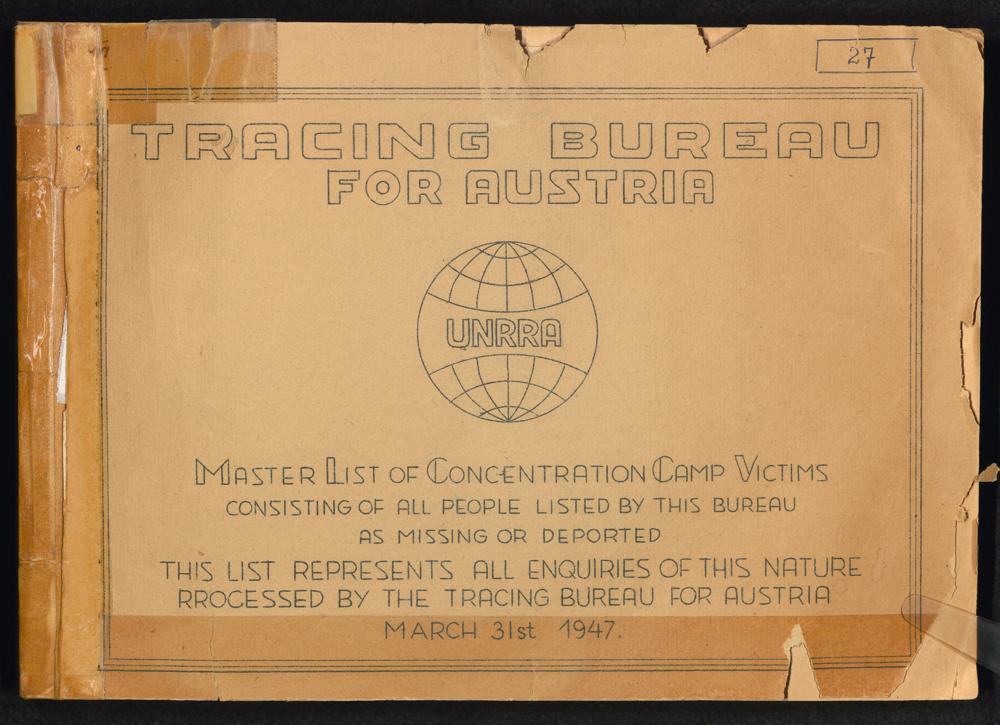 27
TRACING BUREAU
FOR AUSTRIA
UNRRA
MASTER LIST OF CONCENTRATION CAMP VICTIMS
CONSISTING OF ALL PEOPLE LISTED BY THIS BUREAU
AS MISSING OR DEPORTED
THIS LIST REPRESENTS ALL ENQUIRIES OF THIS NATURE
RROCESSED BY THE TRACING BUREAU FOR AUSTRIA
MARCH 31st 1947.